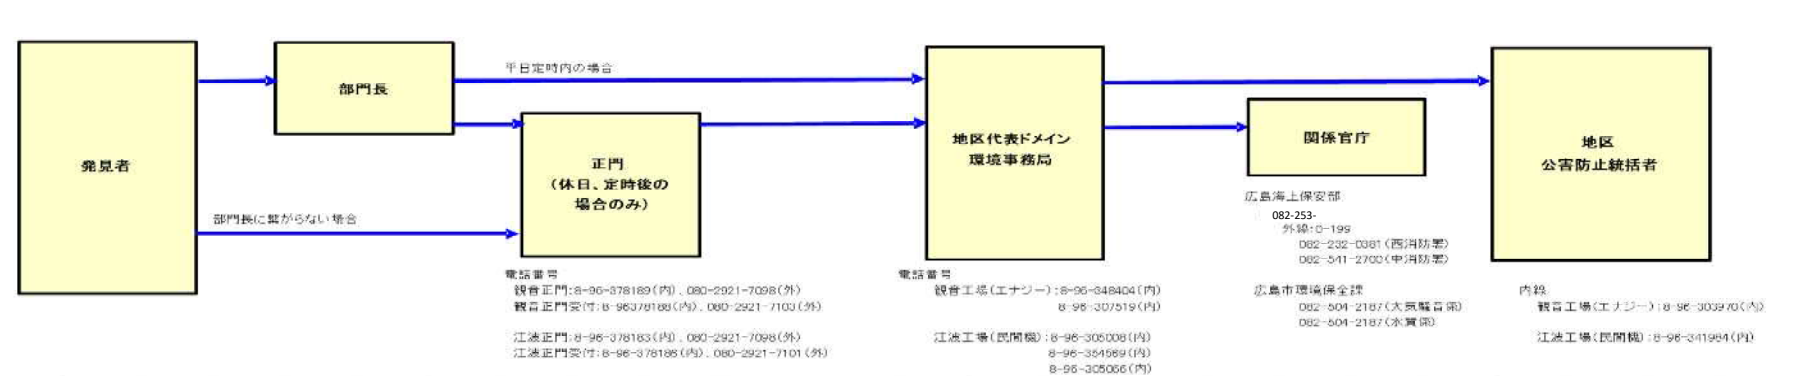 発見者
部門長
平日定時内の場合
正門
(休日、定時後の
場合のみ)
部門長に繋がらない場合
電話番号
観音正門:8-96-378189(内)、080-2921-7098(外)
観音正門受付:8-96378188(内)、080-2921-7103(外)
江波正門:8-96-378183(内)、080-2921-7098(外)
江波正門受付:8-96-378186(内)、080-2921-7101(外)
地区代表ドメイン
環境事務局
電話番号
観音工場(エナジー):8-96-348404(内)
8-96-307519(内)
江波工場(民間機):8-96-305008(内)
8-96-354569(内)
8-96-305066(内)
関係官庁
広島海上保安部
082-253-
外線:0-199
082-232-0381(西消防署)
082-541-2700(中消防署)
広島市環境保全課
082-504-2187(大気騒音係)
082-504-2187(水質係)
地区
公害防止統括者
内線
観音工場(エナジー):8-96-303970(内)
江波工場(民間機):8-96-341984(内)